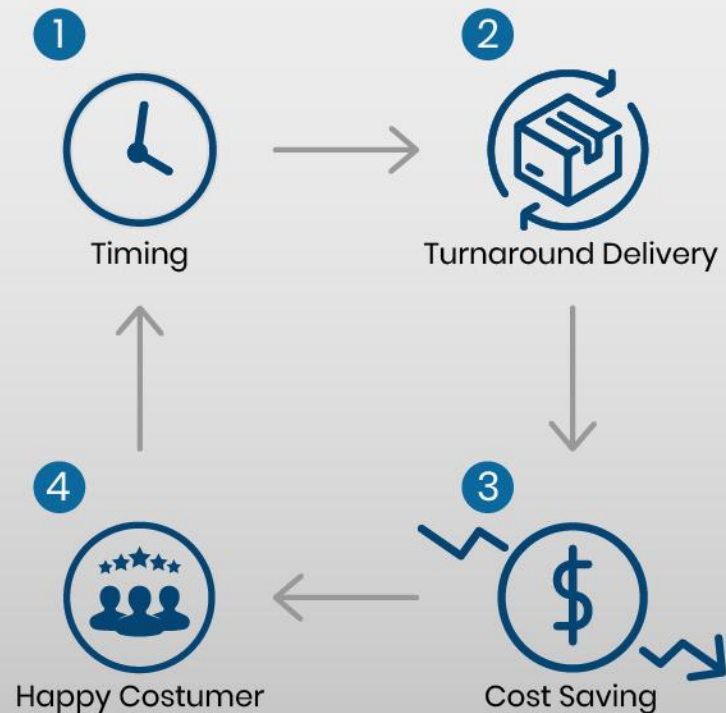 1
Timing
2
Turnaround Delivery
3
Cost Saving
4
Happy Costumer